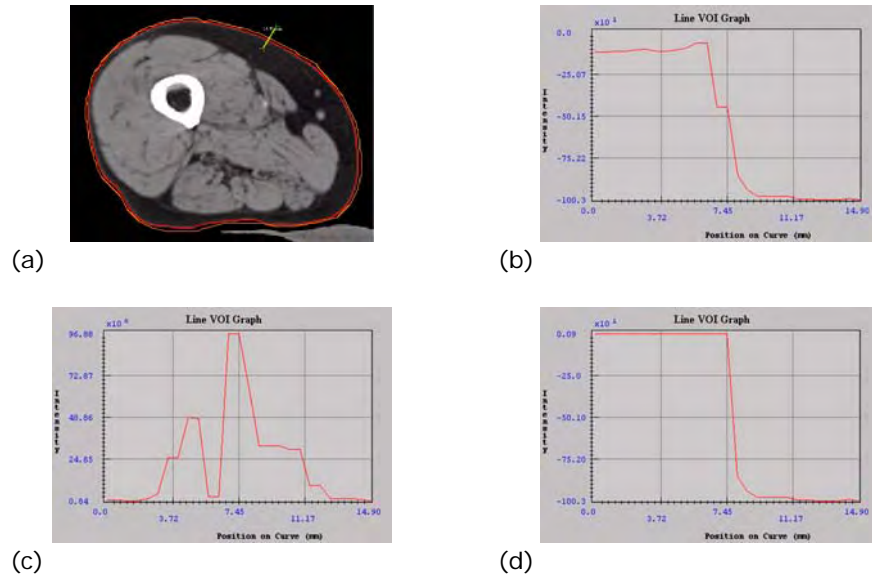 (a)
Line VOI Graph
x10 1
0.0
-25.07
-50.15
-75.22
-100.3
Intensity
0.0 3.72 7.45 11.17 14.90
Position on Curve (mm)
(b)
Line VOI Graph
96.88
72.87
48.86
24.85
0.84
Intensity
0.0 3.72 7.45 11.17 14.90
Position on Curve (mm)
(c)
Line VOI Graph
x10 1
0.09
-25.0
-50.10
-75.20
-100.3
Intensity
0.0 3.72 7.45 11.17 14.90
Position on Curve (mm)
(d)